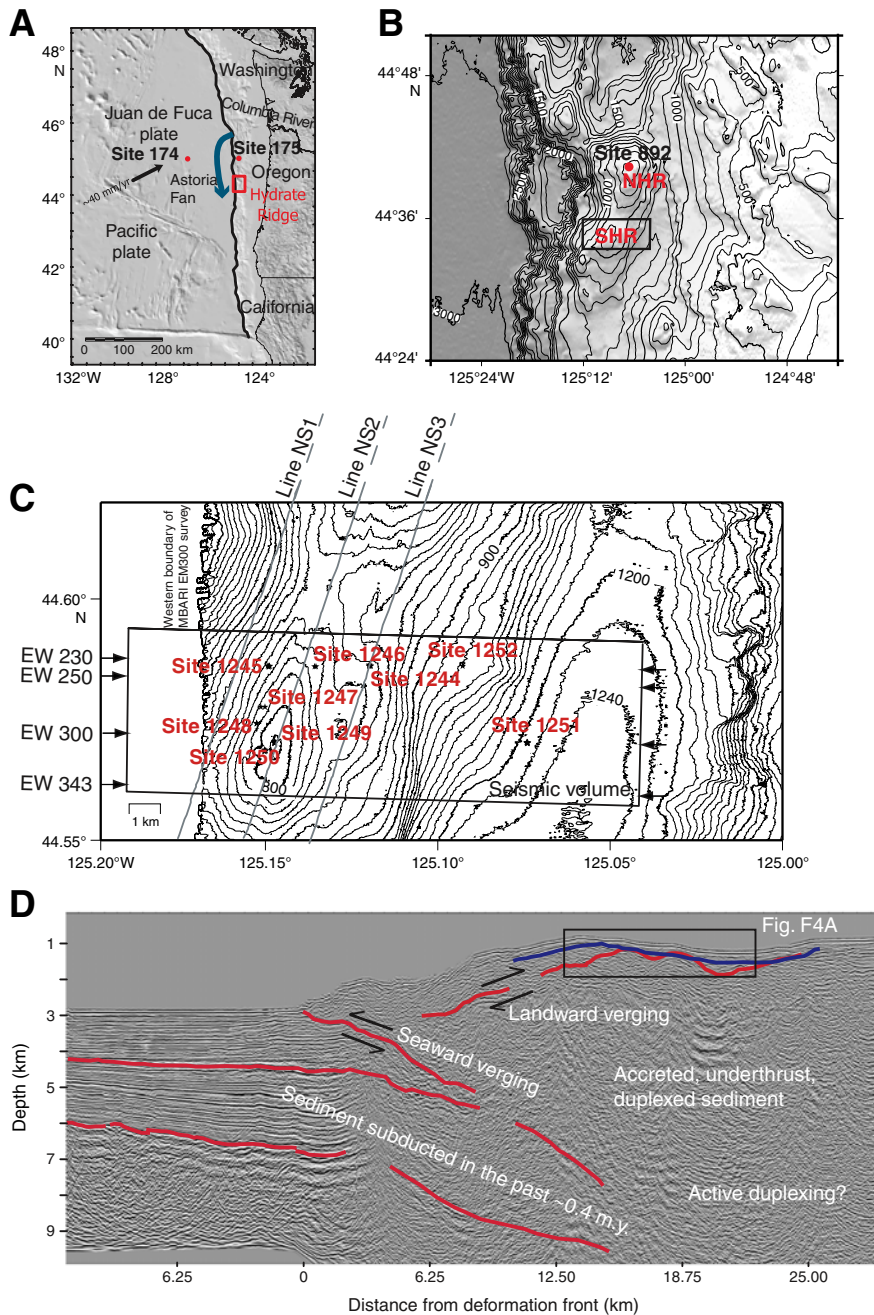 A
48°
N
46°
44°
42°
40°
132°W
128°
124°
Washington
Columbia River
Juan de Fuca
plate
Site 174
Site 175
Oregon
~40 mm/yr
Astoria
Fan
Hydrate
Ridge
Pacific
plate
California
0 100 200 km
B
44°48'
N
44°36'
44°24'
125°24'W
125°12'
125°00'
124°48'
1500
1500
2000
1000
1000
500
3000
Site 892
NHR
SHR
C
Line NS1
Line NS2
Line NS3
Western boundary of
MBARI EM300 survey
900
1200
1240
800
44.60°
N
44.55°
EW 230
EW 250
EW 300
EW 343
Site 1245
Site 1246
Site 1252
Site 1244
Site 1247
Site 1248
Site 1249
Site 1251
Site 1250
Seismic volume
1 km
125.20°W
125.15°
125.10°
125.05°
125.00°
D
Fig. F4A
Landward verging
Seaward verging
Accreted, underthrust,
duplexed sediment
Sediment subducted in the past ~0.4 m.y.
Active duplexing?
Depth (km)
1
3
5
7
9
6.25
0
6.25
12.50
18.75
25.00
Distance from deformation front (km)